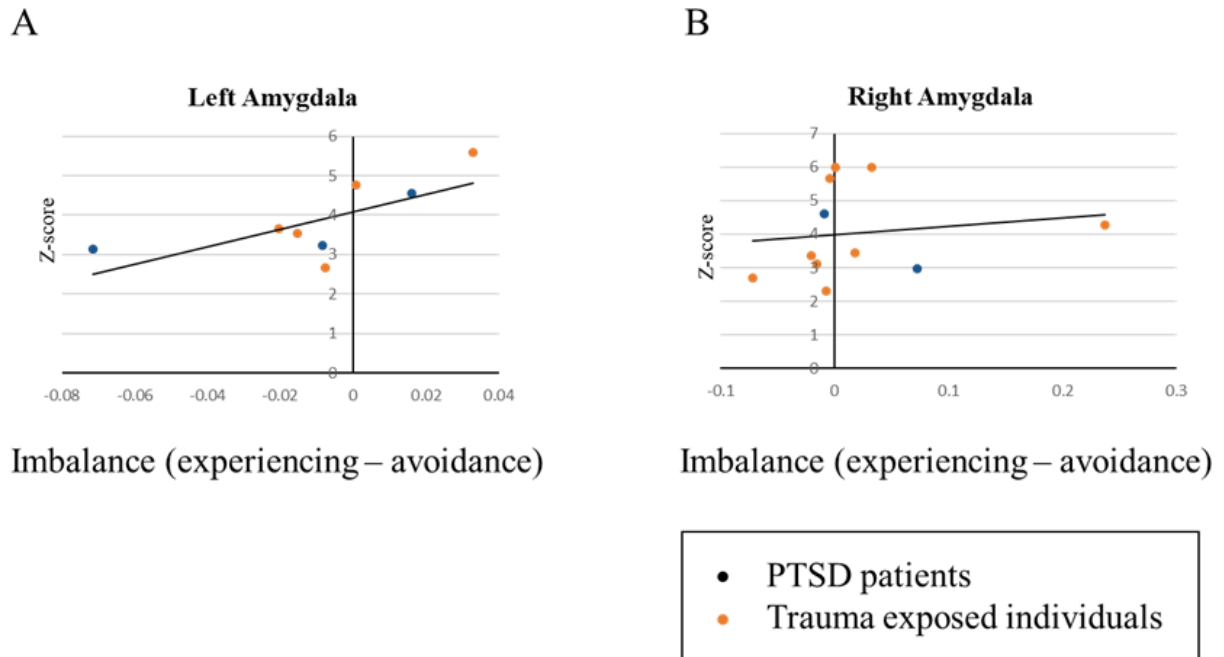 A
B
Left Amygdala
Right Amygdala
6
5
4
3
2
1
0
Z-score
-0.08 -0.06 -0.04 -0.02 0 0.02 0.04
7
6
5
4
3
2
1
0
Z-score
-0.1 0 0.1 0.2 0.3
Imbalance (experiencing – avoidance)
Imbalance (experiencing – avoidance)
PTSD patients
Trauma exposed individuals